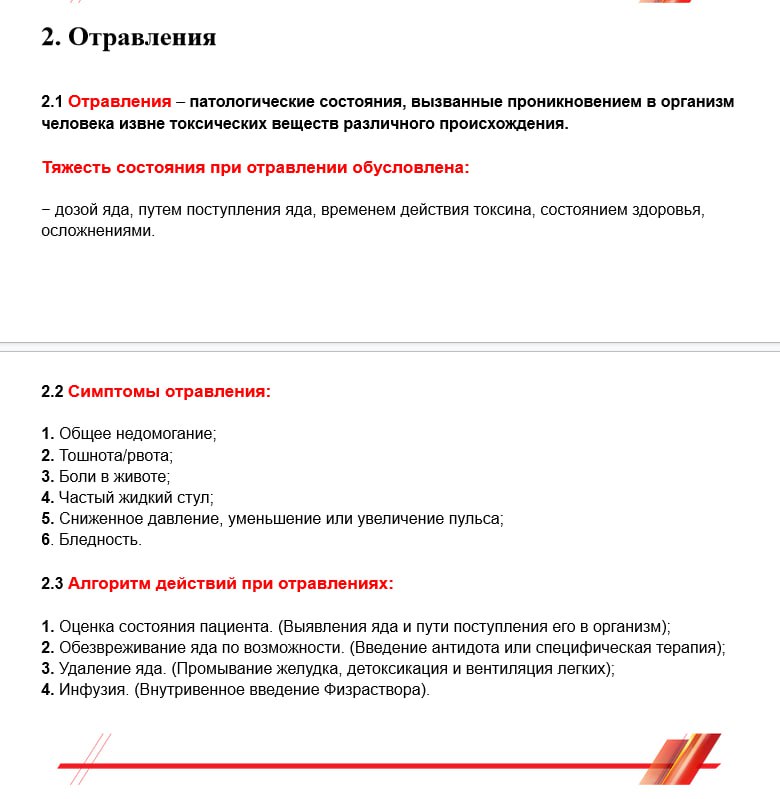 2. Отравления
2.1 Отравления – патологические состояния, вызванные проникновением в организм
человека извне токсических веществ различного происхождения.
Тяжесть состояния при отравлении обусловлена:
– дозой яда, путем поступления яда, временем действия токсина, состоянием здоровья,
осложнениями.
2.2 Симптомы отравления:
1. Общее недомогание;
2. Тошнота/рвота;
3. Боли в животе;
4. Частый жидкий стул;
5. Сниженное давление, уменьшение или увеличение пульса;
6. Бледность.
2.3 Алгоритм действий при отравлениях:
1. Оценка состояния пациента. (Выявления яда и пути поступления его в организм);
2. Обезвреживание яда по возможности. (Введение антидота или специфическая терапия);
3. Удаление яда. (Промывание желудка, детоксикация и вентиляция легких);
4. Инфузия. (Внутривенное введение Физраствора).